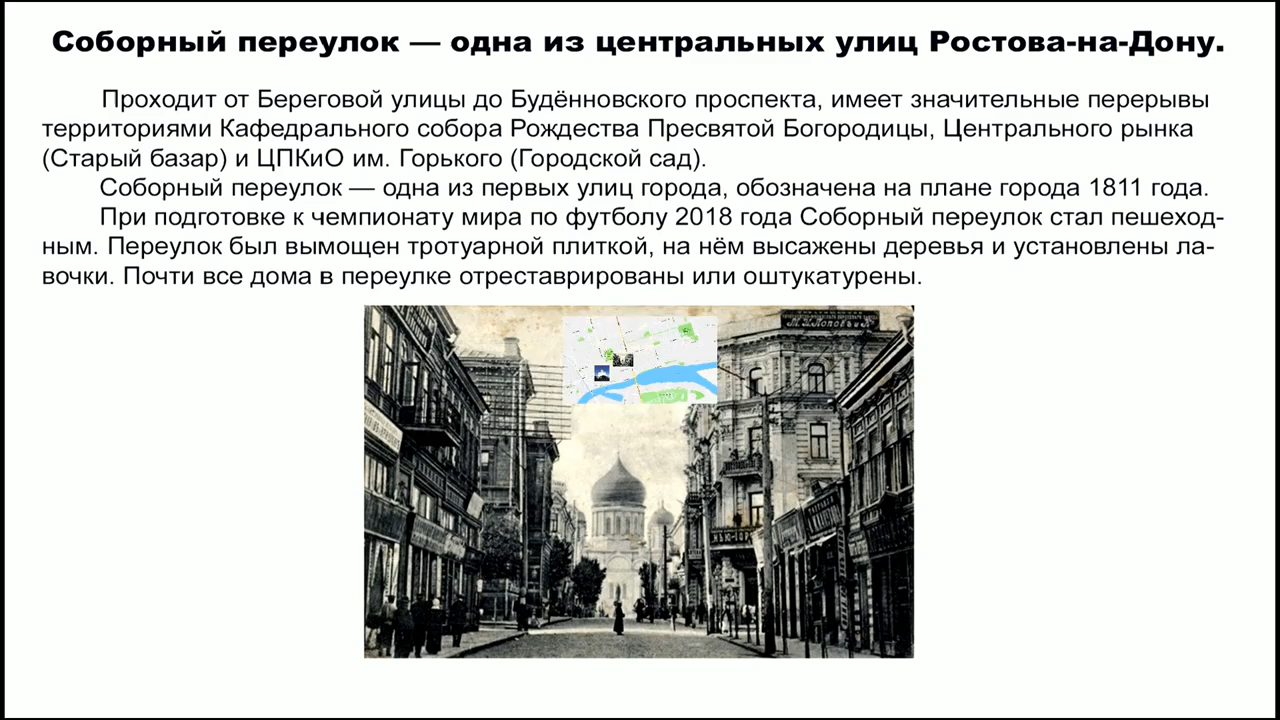 Соборный переулок — одна из центральных улиц Ростова-на-Дону.
Проходит от Береговой улицы до Будённовского проспекта, имеет значительные перерывы
территориями Кафедрального собора Рождества Пресвятой Богородицы, Центрального рынка
(Старый базар) и ЦПКиО им. Горького (Городской сад).
Соборный переулок — одна из первых улиц города, обозначена на плане города 1811 года.
При подготовке к чемпионату мира по футболу 2018 года Соборный переулок стал пешеход-
ным. Переулок был вымощен тротуарной плиткой, на нём высажены деревья и установлены ла-
вочки. Почти все дома в переулке отреставрированы или оштукатурены.